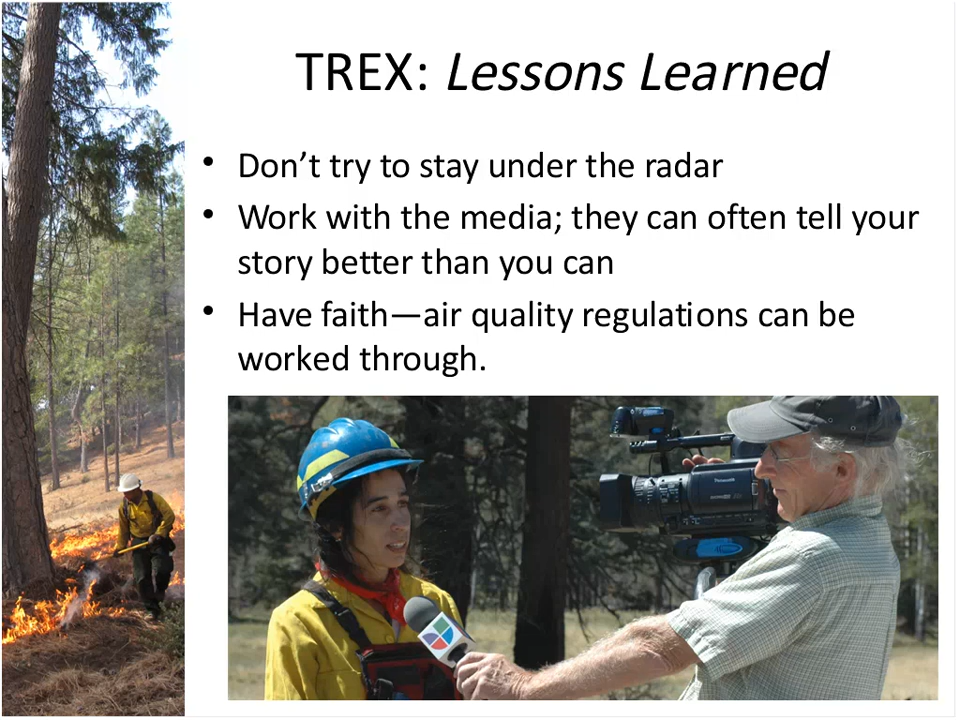 TREX: Lessons Learned
• Don’t try to stay under the radar
• Work with the media; they can often tell your
story better than you can
• Have faith—air quality regulations can be
worked through.
Panasonic